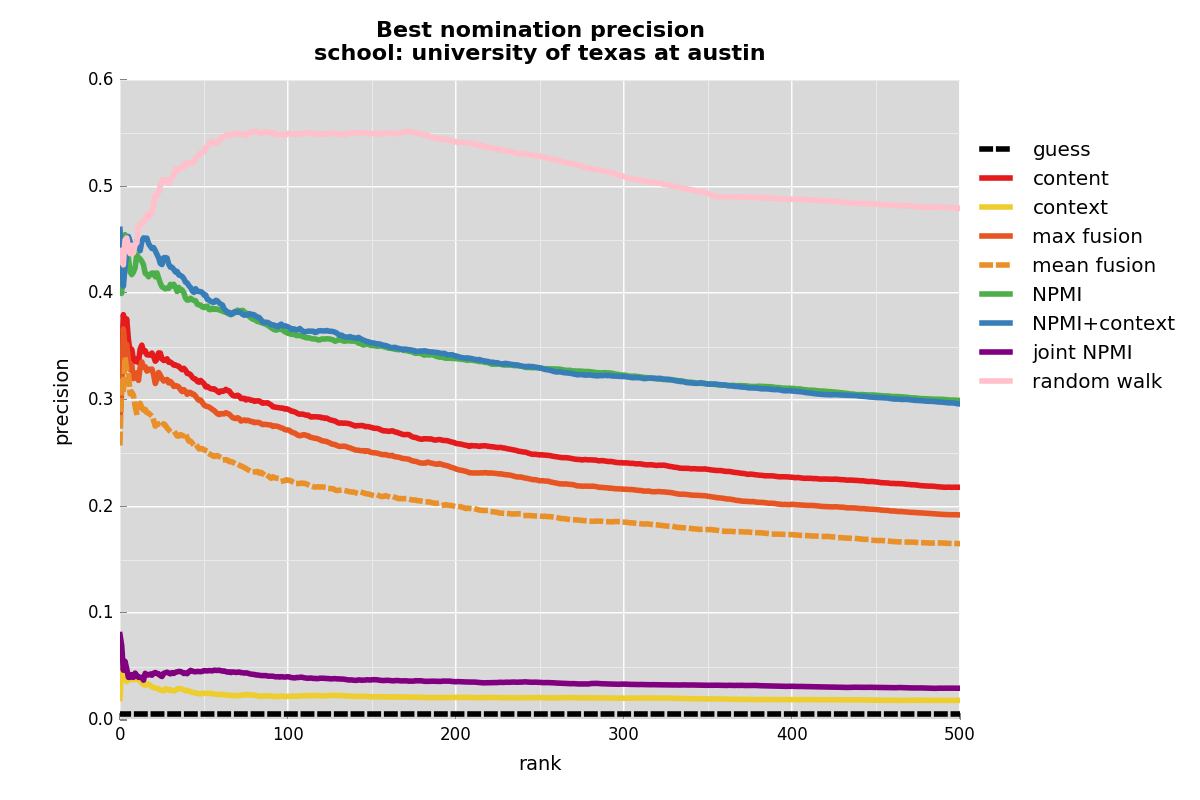 Best nomination precision
school: university of texas at austin
precision
0.6
0.5
0.4
0.3
0.2
0.1
0.0
0 100 200 300 400 500
rank
guess
content
context
max fusion
mean fusion
NPMI
NPMI+context
joint NPMI
random walk